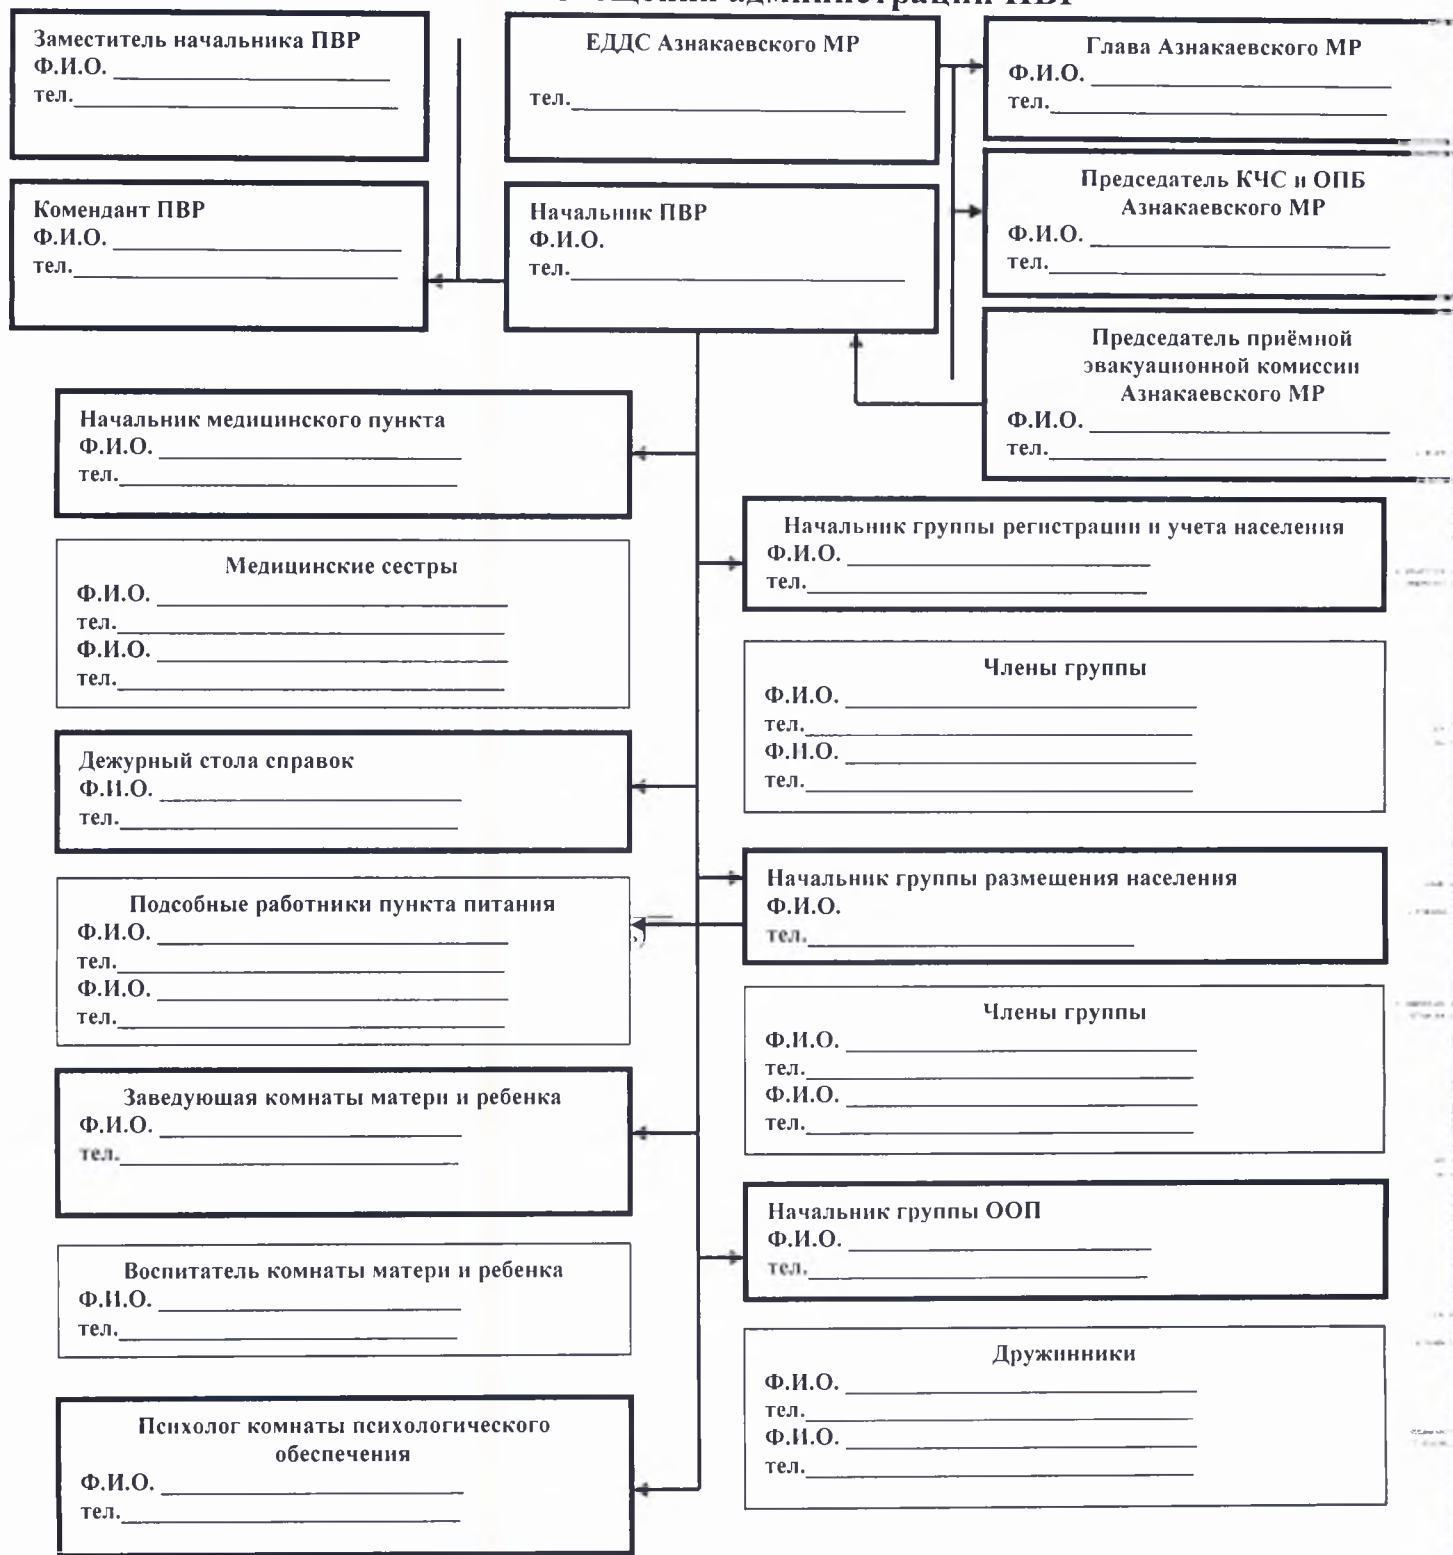 администрации ПВР
Заместитель начальника ПВР
Ф.И.О.
тел.
ЕДДС Азнакаевского МР
тел.
Глава Азнакаевского МР
Ф.И.О.
тел.
Комендант ПВР
Ф.И.О.
тел.
Начальник ПВР
Ф.И.О.
тел.
Председатель КЧС и ОПБ
Азнакаевского МР
Ф.И.О.
тел.
Председатель приёмной
эвакуационной комиссии
Азнакаевского МР
Ф.И.О.
тел.
Начальник медицинского пункта
Ф.И.О.
тел.
Медицинские сестры
Ф.И.О.
тел.
Ф.И.О.
тел.
Дежурный стола справок
Ф.И.О.
тел.
Подсобные работники пункта питания
Ф.И.О.
тел.
Ф.И.О.
тел.
Заведующая комнаты матери и ребенка
Ф.И.О.
тел.
Воспитатель комнаты матери и ребенка
Ф.И.О.
тел.
Психолог комнаты психологического
обеспечения
Ф.И.О.
тел.
Начальник группы регистрации и учета населения
Ф.И.О.
тел.
Члены группы
Ф.И.О.
тел.
Ф.И.О.
тел.
Начальник группы размещения населения
Ф.И.О.
тел.
Члены группы
Ф.И.О.
тел.
Ф.И.О.
тел.
Начальник группы ООП
Ф.И.О.
тел.
Дружинники
Ф.И.О.
тел.
Ф.И.О.
тел.